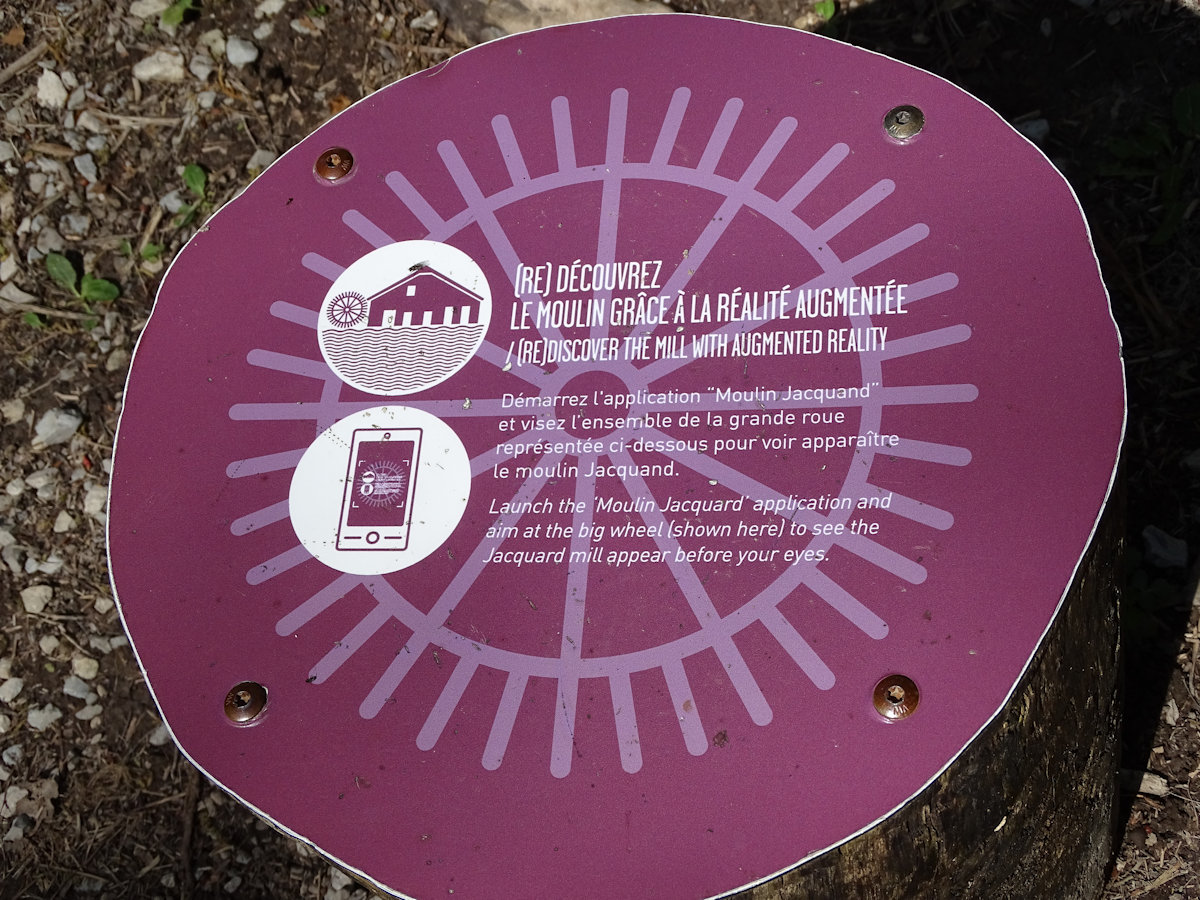 (RE) DÉCOUVREZ
LE MOULIN GRÂCE À LA RÉALITÉ AUGMENTÉE
/ (RE)DISCOVER THE MILL WITH AUGMENTED REALITY
Démarrez l'application "Moulin Jacquand"
et visez l'ensemble de la grande roue
représentée ci-dessous pour voir apparaître
le moulin Jacquand.
Launch the 'Moulin Jacquard' application and
aim at the big wheel (shown here) to see the
Jacquard mill appear before your eyes.